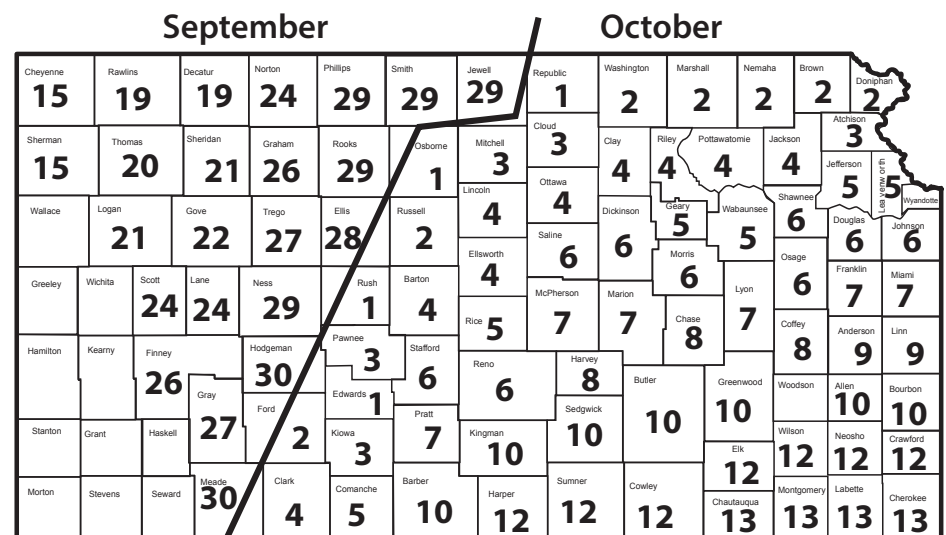 September
October
Cheyenne
15
Rawlins
19
Decatur
19
Norton
24
Phillips
29
Smith
29
Jewell
29
Republic
1
Washington
2
Marshall
2
Nemaha
2
Brown
2
Doniphan
2
Sherman
15
Thomas
20
Sheridan
21
Graham
26
Rooks
29
Osborne
1
Mitchell
3
Cloud
3
Clay
4
Riley
4
Pottawatomie
4
Jackson
4
Atchison
3
Jefferson
5
Leavenworth
5
Wyandotte
Wallace
Logan
21
Gove
22
Trego
27
Ellis
28
Russell
2
Lincoln
4
Ottawa
4
Saline
6
Dickinson
6
Geary
5
Wabaunsee
5
Shawnee
6
Douglas
6
Johnson
6
Greeley
Wichita
Scott
24
Lane
24
Ness
29
Rush
1
Barton
4
Ellsworth
4
Rice
5
McPherson
7
Marion
7
Morris
6
Chase
8
Lyon
7
Osage
6
Franklin
7
Miami
7
Hamilton
Kearny
Finney
26
Gray
27
Hodgeman
30
Pawnee
3
Edwards
1
Stafford
6
Reno
6
Harvey
8
Butler
10
Greenwood
10
Coffey
8
Anderson
9
Linn
9
Woodson
Allen
10
Bourbon
10
Stanton
Grant
Haskell
Ford
2
Kiowa
3
Pratt
7
Kingman
10
Sedgwick
10
Elk
12
Wilson
12
Neosho
12
Crawford
12
Morton
Stevens
Seward
Meade
30
Clark
4
Comanche
5
Barber
10
Harper
12
Sumner
12
Cowley
12
Chautauqua
13
Montgomery
13
Labette
13
Cherokee
13